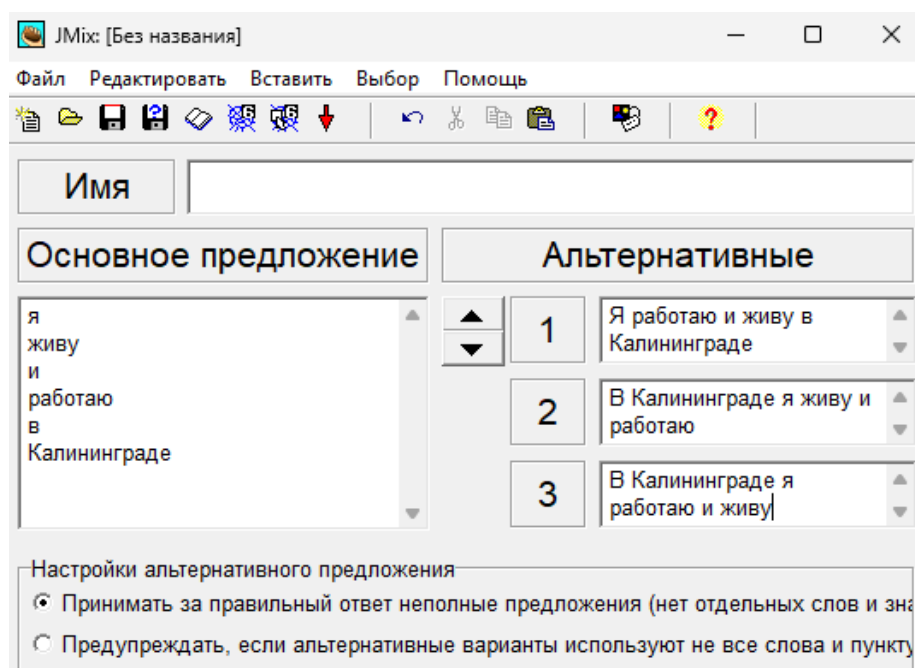 JMix: [Без названия]
Файл Редактировать Вставить Выбор Помощь
Имя
Основное предложение
Альтернативные
я
живу
и
работаю
в
Калининграде
1
Я работаю и живу в
Калининграде
2
В Калининграде я живу и
работаю
3
В Калининграде я
работаю и живу
Настройки альтернативного предложения
Принимать за правильный ответ неполные предложения (нет отдельных слов и зна
Предупреждать, если альтернативные варианты используют не все слова и пункту